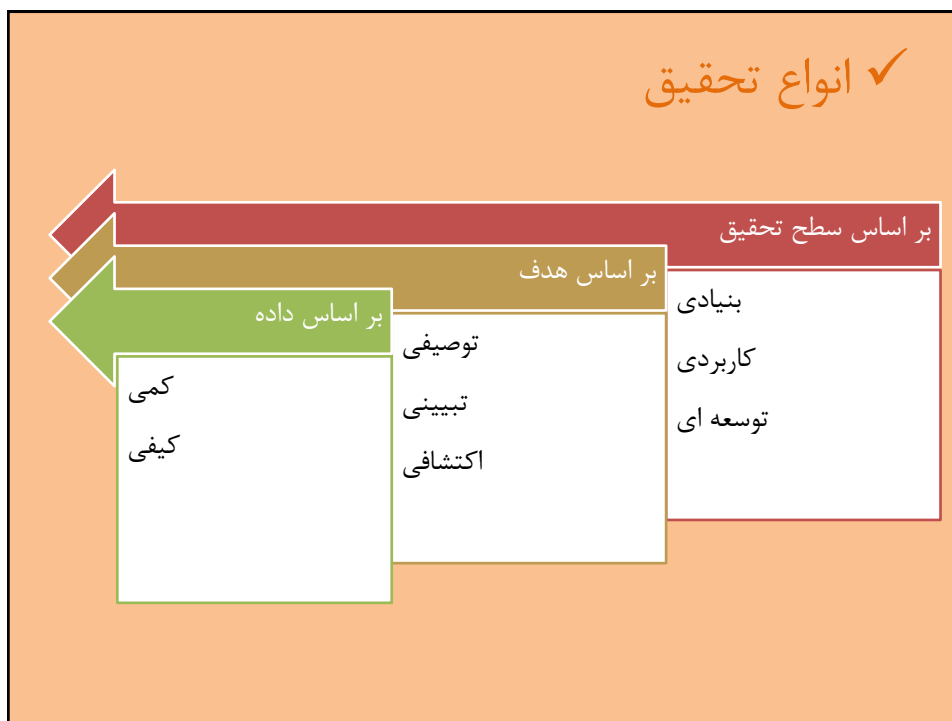 ✓ انواع تحقیق
بر اساس سطح تحقیق
بنیادی
کاربردی
توسعه ای
بر اساس هدف
توصیفی
تبیینی
اکتشافی
بر اساس داده
کمی
کیفی